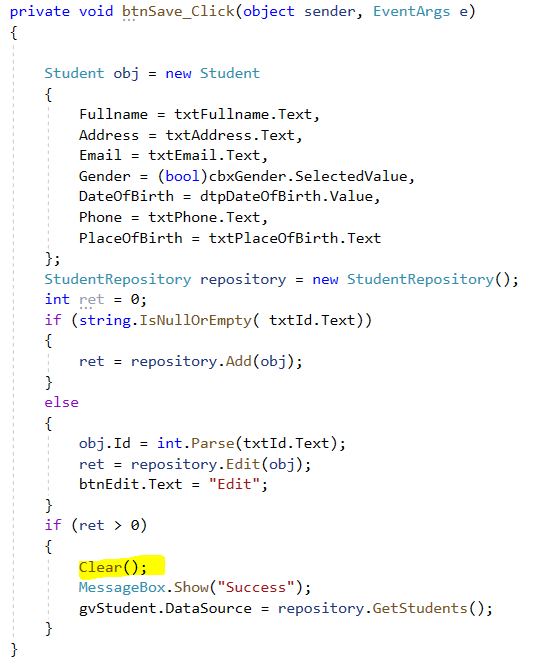 private void btnSave_Click(object sender, EventArgs e)
{
Student obj = new Student
{
Fullname = txtFullname.Text,
Address = txtAddress.Text,
Email = txtEmail.Text,
Gender = (bool)cbxGender.SelectedValue,
DateOfBirth = dtpDateOfBirth.Value,
Phone = txtPhone.Text,
PlaceOfBirth = txtPlaceOfBirth.Text
};
StudentRepository repository = new StudentRepository();
int ret = 0;
if (string.IsNullOrEmpty( txtId.Text))
{
ret = repository.Add(obj);
}
else
{
obj.Id = int.Parse(txtId.Text);
ret = repository.Edit(obj);
btnEdit.Text = "Edit";
}
if (ret > 0)
{
Clear();
MessageBox.Show("Success");
gvStudent.DataSource = repository.GetStudents();
}
}